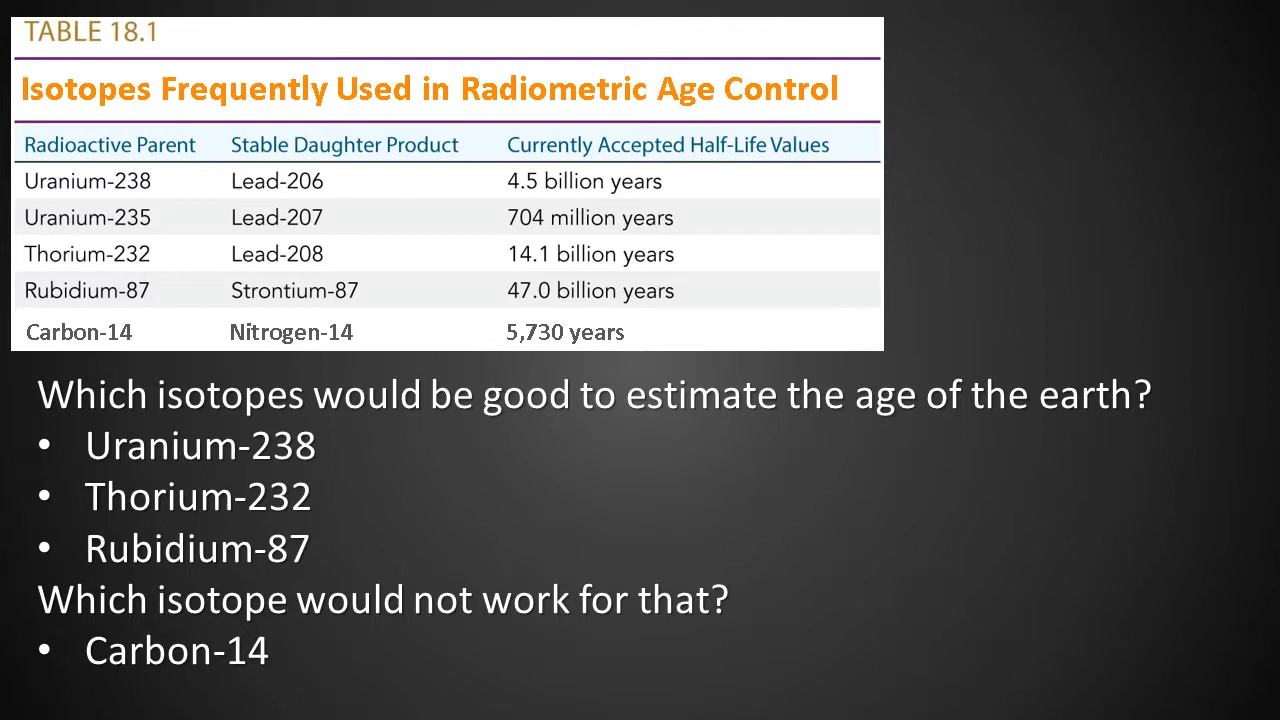 TABLE 18.1
Isotopes Frequently Used in Radiometric Age Control
Radioactive Parent Stable Daughter Product Currently Accepted Half-Life Values
Uranium-238 Lead-206 4.5 billion years
Uranium-235 Lead-207 704 million years
Thorium-232 Lead-208 14.1 billion years
Rubidium-87 Strontium-87 47.0 billion years
Carbon-14 Nitrogen-14 5,730 years
Which isotopes would be good to estimate the age of the earth?
• Uranium-238
• Thorium-232
• Rubidium-87
Which isotope would not work for that?
• Carbon-14